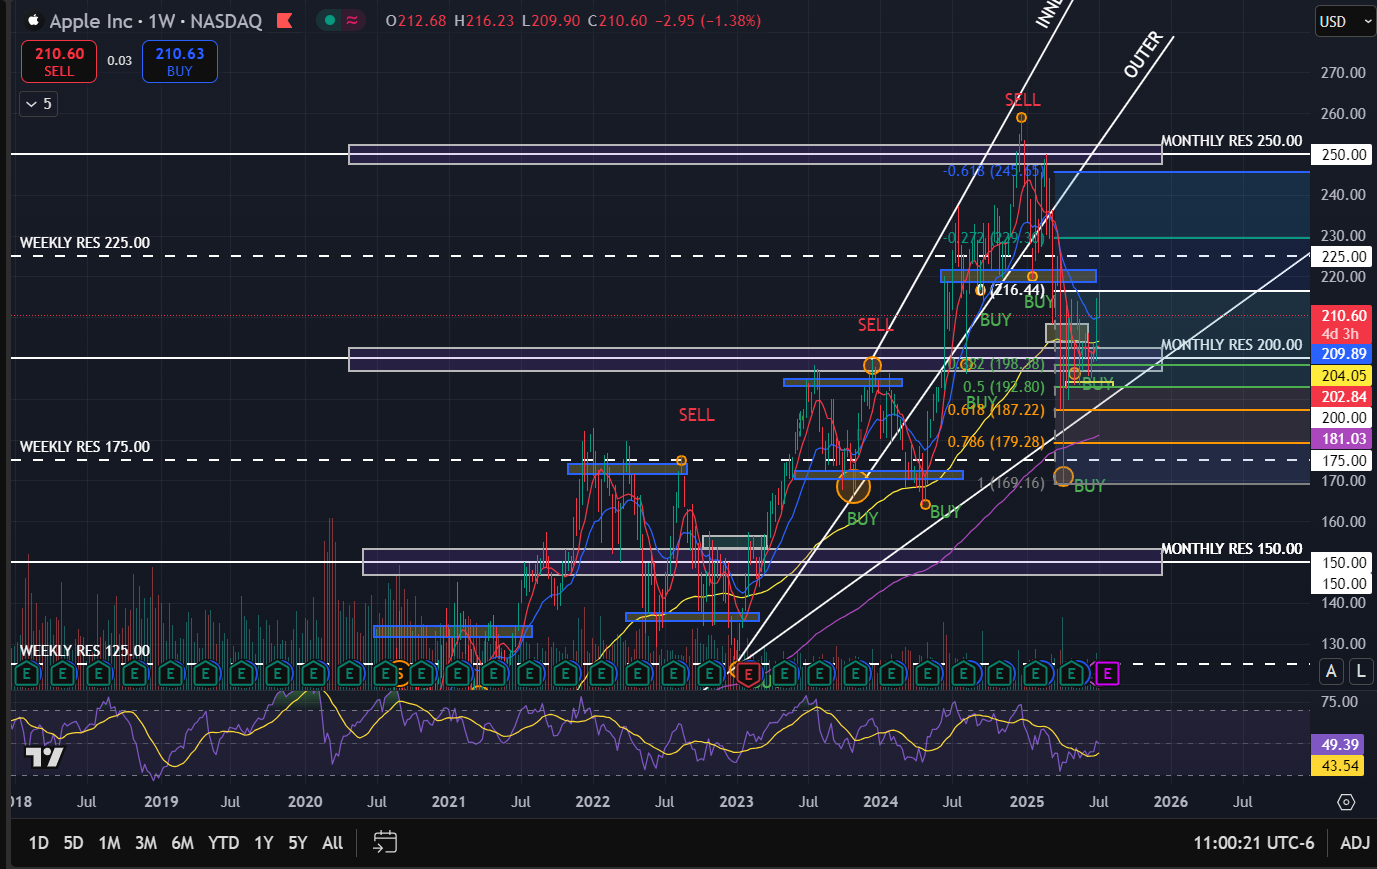 Apple Inc · 1W · NASDAQ
O212.68 H216.23 L209.90 C210.60 −2.95 (−1.38%)
USD
210.60
SELL
0.03
210.63
BUY
5
INNE
OUTER
270.00
260.00
SELL
MONTHLY RES 250.00
250.00
-0.618 (245.65)
240.00
WEEKLY RES 225.00
230.00
225.00
220.00
0 (216.44)
BUY
BUY
SELL
210.60
4d 3h
209.89
MONTHLY RES 200.00
204.05
202.84
200.00
0.382 (198.38)
0.5 (192.80)
BUY
BUY
0.618 (187.22)
SELL
181.03
0.786 (179.28)
WEEKLY RES 175.00
175.00
170.00
1 (169.16)
BUY
BUY
BUY
160.00
MONTHLY RES 150.00
150.00
150.00
140.00
130.00
WEEKLY RES 125.00
E E E E E E E E E E S E E E E E E E E E E E E E E E E E E E E E
A L
75.00
49.39
43.54
2018 Jul 2019 Jul 2020 Jul 2021 Jul 2022 Jul 2023 Jul 2024 Jul 2025 Jul 2026 Jul
1D 5D 1M 3M 6M YTD 1Y 5Y All
11:00:21 UTC-6
ADJ